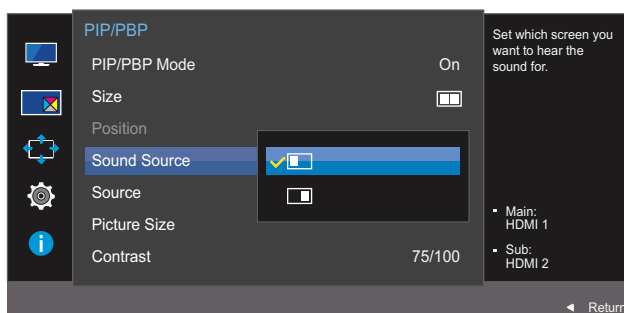 PIP/PBP
PIP/PBP Mode On
Size
Position
Sound Source
Source
Picture Size
Contrast 75/100
Set which screen you
want to hear the
sound for.
Main:
HDMI 1
Sub:
HDMI 2
Return